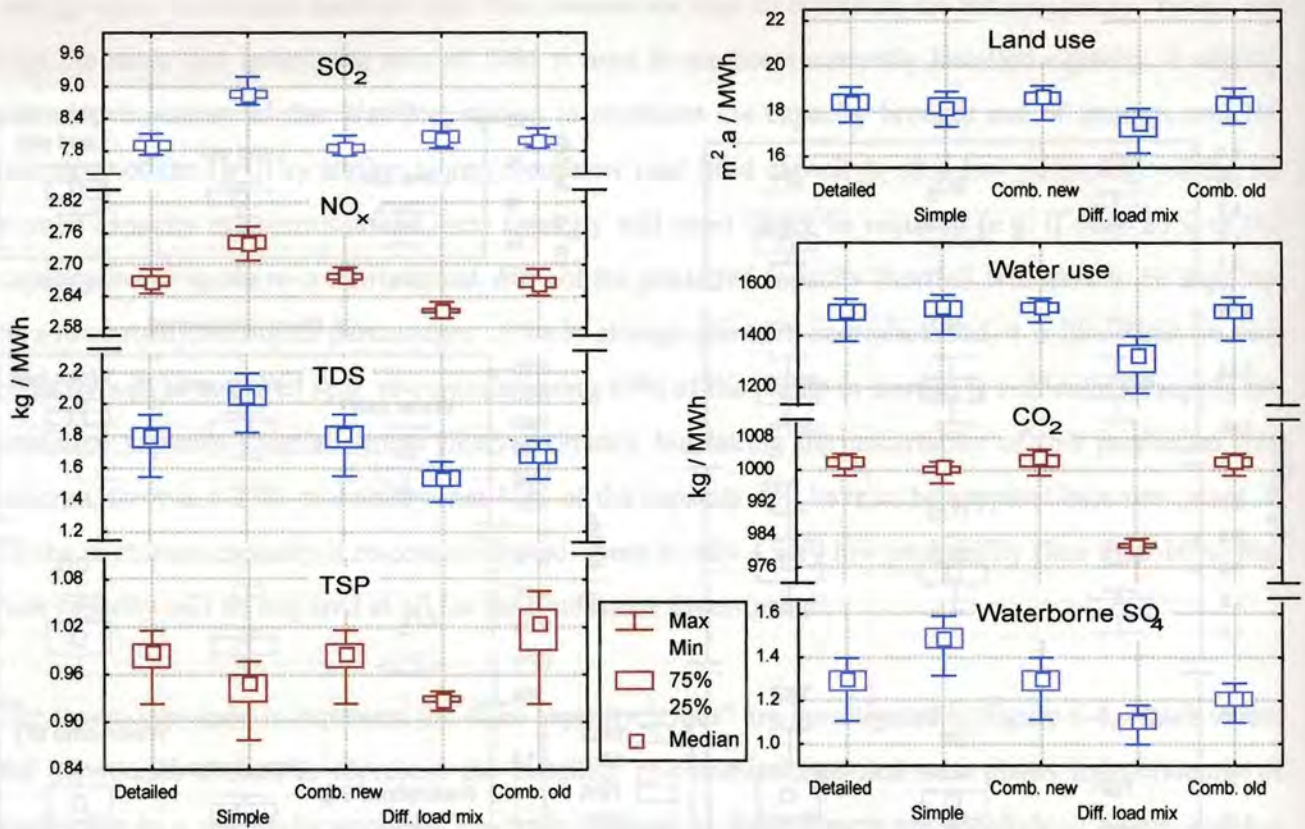 SO2
9.6
9.0
8.4
7.8
NOx
2.82
2.76
2.70
2.64
2.58
kg / MWh
TDS
2.2
2.0
1.8
1.6
1.4
1.2
TSP
1.08
1.02
0.96
0.90
0.84
Detailed
Comb. new
Comb. old
Simple
Diff. load mix
Max
Min
75%
25%
Median
Land use
22
20
18
16
m2.a / MWh
Detailed
Comb. new
Comb. old
Simple
Diff. load mix
Water use
1600
1400
1200
kg / MWh
CO2
1008
1000
992
984
976
Waterborne SO4
1.6
1.4
1.2
1.0
Detailed
Comb. new
Comb. old
Simple
Diff. load mix